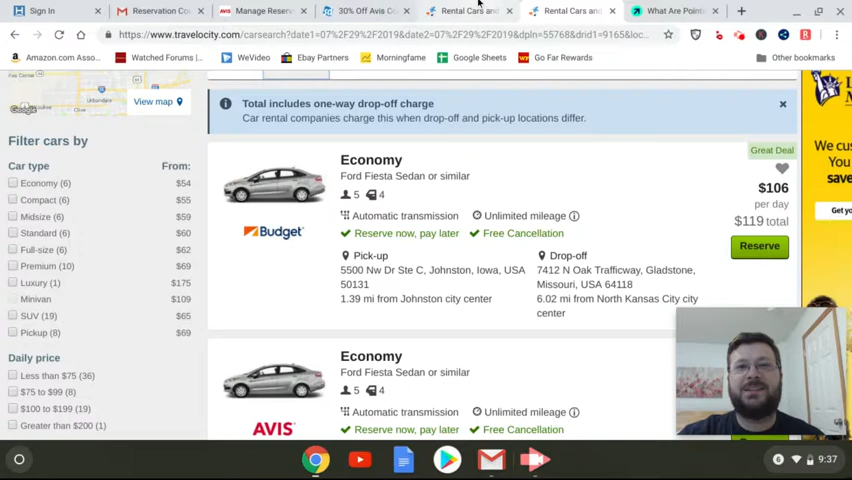 Sign In
Reservation Co
Manage Reserv
30% Off Avis Co
Rental Cars and
Rental Cars and
What Are Point
https://www.travelocity.com/carsearch?date1=07%2F29%2F2019&date2=07%2F29%2F2019&dpln=55768&drid1=9165&loc...
Amazon.com Asso...
Watched Forums —...
WeVideo
Ebay Partners
Morningfame
Google Sheets
Go Far Rewards
Other bookmarks
View map
Google
Urbandale
Clive
Total includes one-way drop-off charge
Car rental companies charge this when drop-off and pick-up locations differ.
Filter cars by
Car type From:
Economy (6) $54
Compact (6) $55
Midsize (6) $59
Standard (6) $60
Full-size (6) $62
Premium (10) $69
Luxury (1) $175
Minivan $109
SUV (19) $65
Pickup (8) $69
Daily price
Less than $75 (36)
$75 to $99 (8)
$100 to $199 (19)
Greater than $200 (1)
Great Deal
Economy
Ford Fiesta Sedan or similar
5 4
Automatic transmission Unlimited mileage
Reserve now, pay later Free Cancellation
Budget
$106
per day
$119 total
Reserve
Pick-up
5500 Nw Dr Ste C, Johnston, Iowa, USA
50131
1.39 mi from Johnston city center
Drop-off
7412 N Oak Trafficway, Gladstone,
Missouri, USA 64118
6.02 mi from North Kansas City city
center
Economy
Ford Fiesta Sedan or similar
5 4
Automatic transmission Unlimited mileage
Reserve now, pay later Free Cancellation
AVIS
We cu
You
save
Get yo
6 9:37